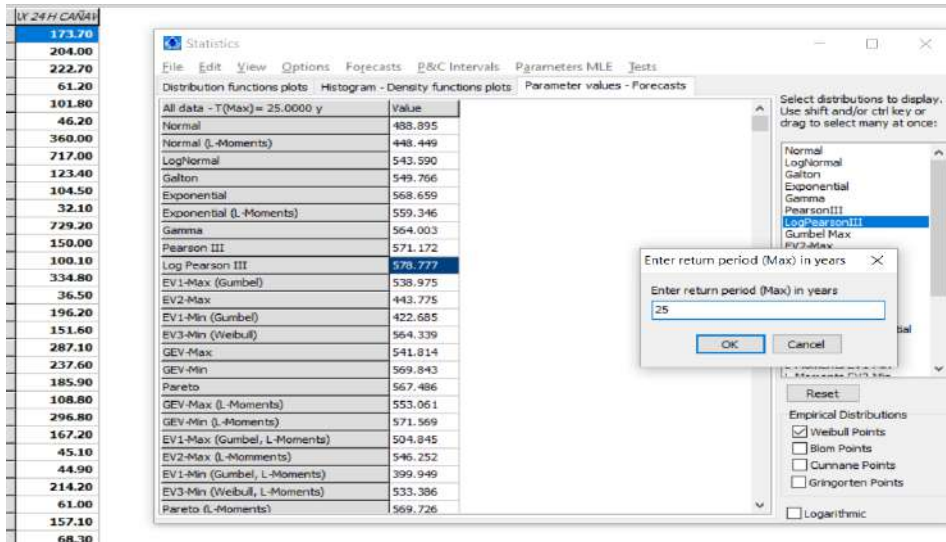 173.70
204.00
222.70
61.20
101.80
46.20
360.00
717.00
123.40
104.50
32.10
729.20
150.00
100.10
334.80
36.50
196.20
151.60
287.10
237.60
185.90
108.80
296.80
167.20
45.10
44.90
214.20
61.00
157.10
68.30
Statistics
File Edit View Options Forecasts P&C Intervals Parameters MLE Tests
Distribution functions plots Histogram - Density functions plots Parameter values - Forecasts
All data - T(Max)= 25.0000 y Value
Normal 488.895
Normal (L-Moments) 448.449
LogNormal 543.590
Galton 549.766
Exponential 568.659
Exponential (L-Moments) 559.346
Gamma 564.003
Pearson III 571.172
Log Pearson III 578.777
EV1-Max (Gumbel) 538.975
EV2-Max 443.775
EV1-Min (Gumbel) 422.685
EV3-Min (Weibull) 564.339
GEV-Max 541.814
GEV-Min 569.843
Pareto 567.486
GEV-Max (L-Moments) 553.061
GEV-Min (L-Moments) 571.569
EV1-Max (Gumbel, L-Moments) 504.845
EV2-Max (L-Momments) 546.252
EV1-Min (Gumbel, L-Moments) 399.949
EV3-Min (Weibull, L-Moments) 533.386
Pareto (L-Moments) 569.726
Select distributions to display.
Use shift and/or ctrl key or
drag to select many at once:
Normal
LogNormal
Galton
Exponential
Gamma
PearsonIII
LogPearsonIII
Gumbel Max
EV2-Max
Enter return period (Max) in years
Enter return period (Max) in years
25
OK Cancel
Reset
Empirical Distributions
Weibull Points
Blom Points
Cunnane Points
Gringorten Points
Logarithmic